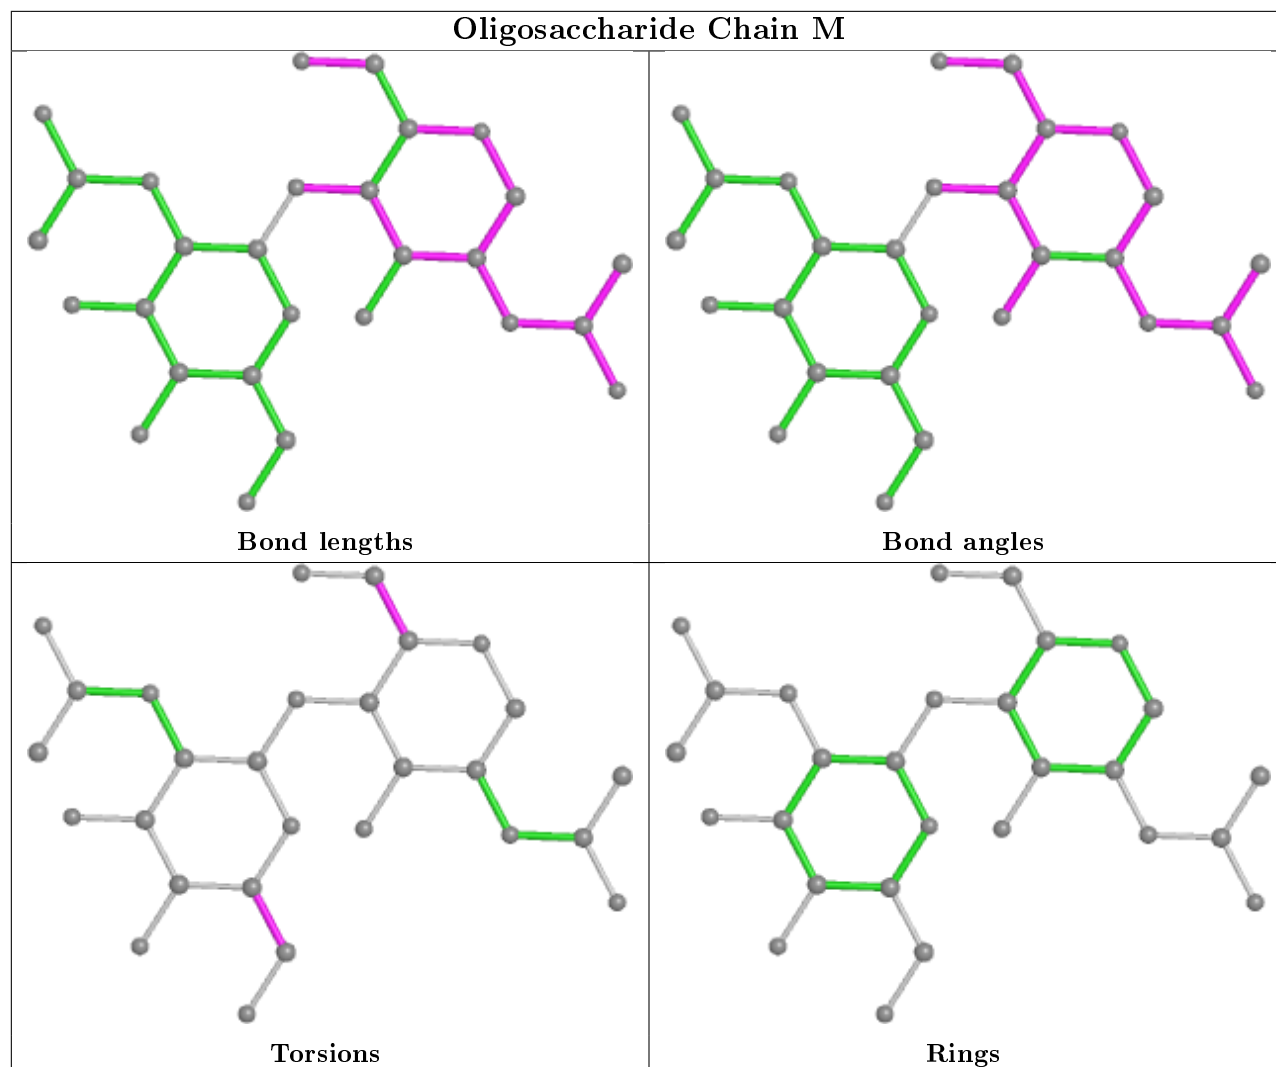 Oligosaccharide Chain M
Bond lengths
Bond angles
Torsions
Rings